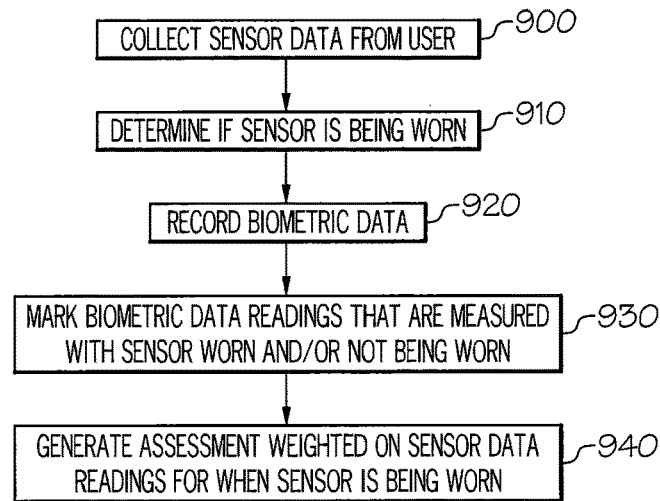 COLLECT SENSOR DATA FROM USER
900
DETERMINE IF SENSOR IS BEING WORN
910
RECORD BIOMETRIC DATA
920
MARK BIOMETRIC DATA READINGS THAT ARE MEASURED
WITH SENSOR WORN AND/OR NOT BEING WORN
930
GENERATE ASSESSMENT WEIGHTED ON SENSOR DATA
READINGS FOR WHEN SENSOR IS BEING WORN
940